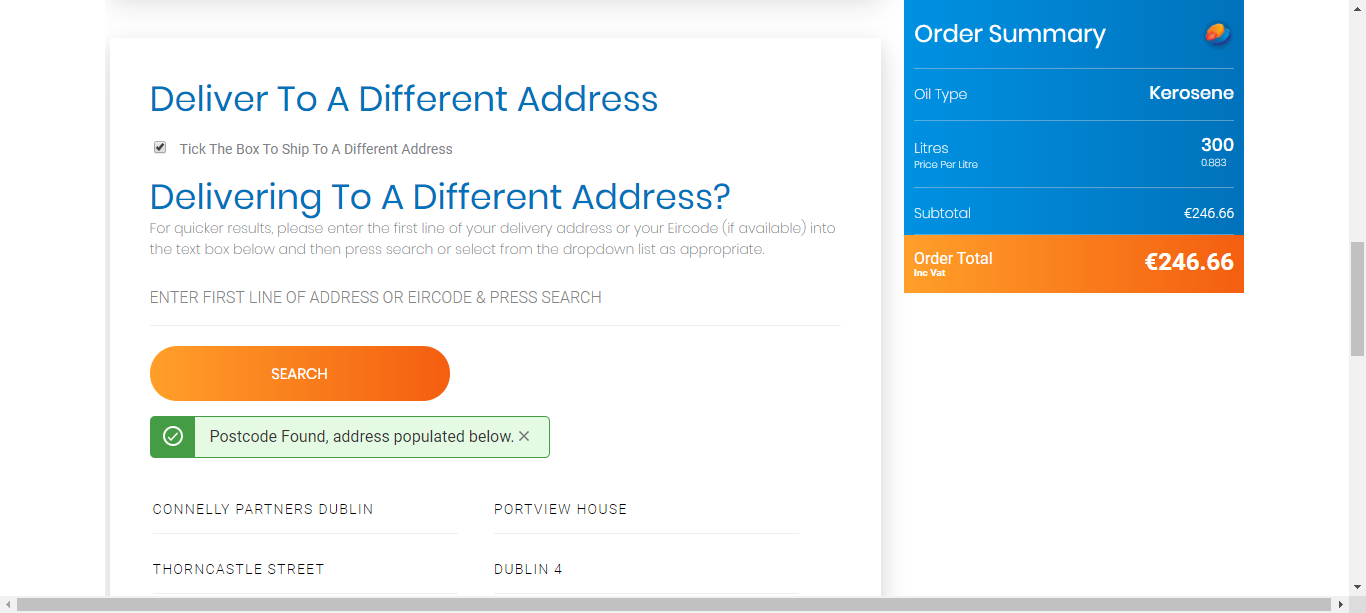 Deliver To A Different Address
Tick The Box To Ship To A Different Address
Delivering To A Different Address?
For quicker results, please enter the first line of your delivery address or your Eircode (if available) into
the text box below and then press search or select from the dropdown list as appropriate.
ENTER FIRST LINE OF ADDRESS OR EIRCODE & PRESS SEARCH
SEARCH
Postcode Found, address populated below. ×
CONNELLY PARTNERS DUBLIN
PORTVIEW HOUSE
THORNCASTLE STREET
DUBLIN 4
Order Summary
Oil Type
Kerosene
Litres
300
Price Per Litre
0.883
Subtotal
€246.66
Order Total
€246.66
Inc Vat